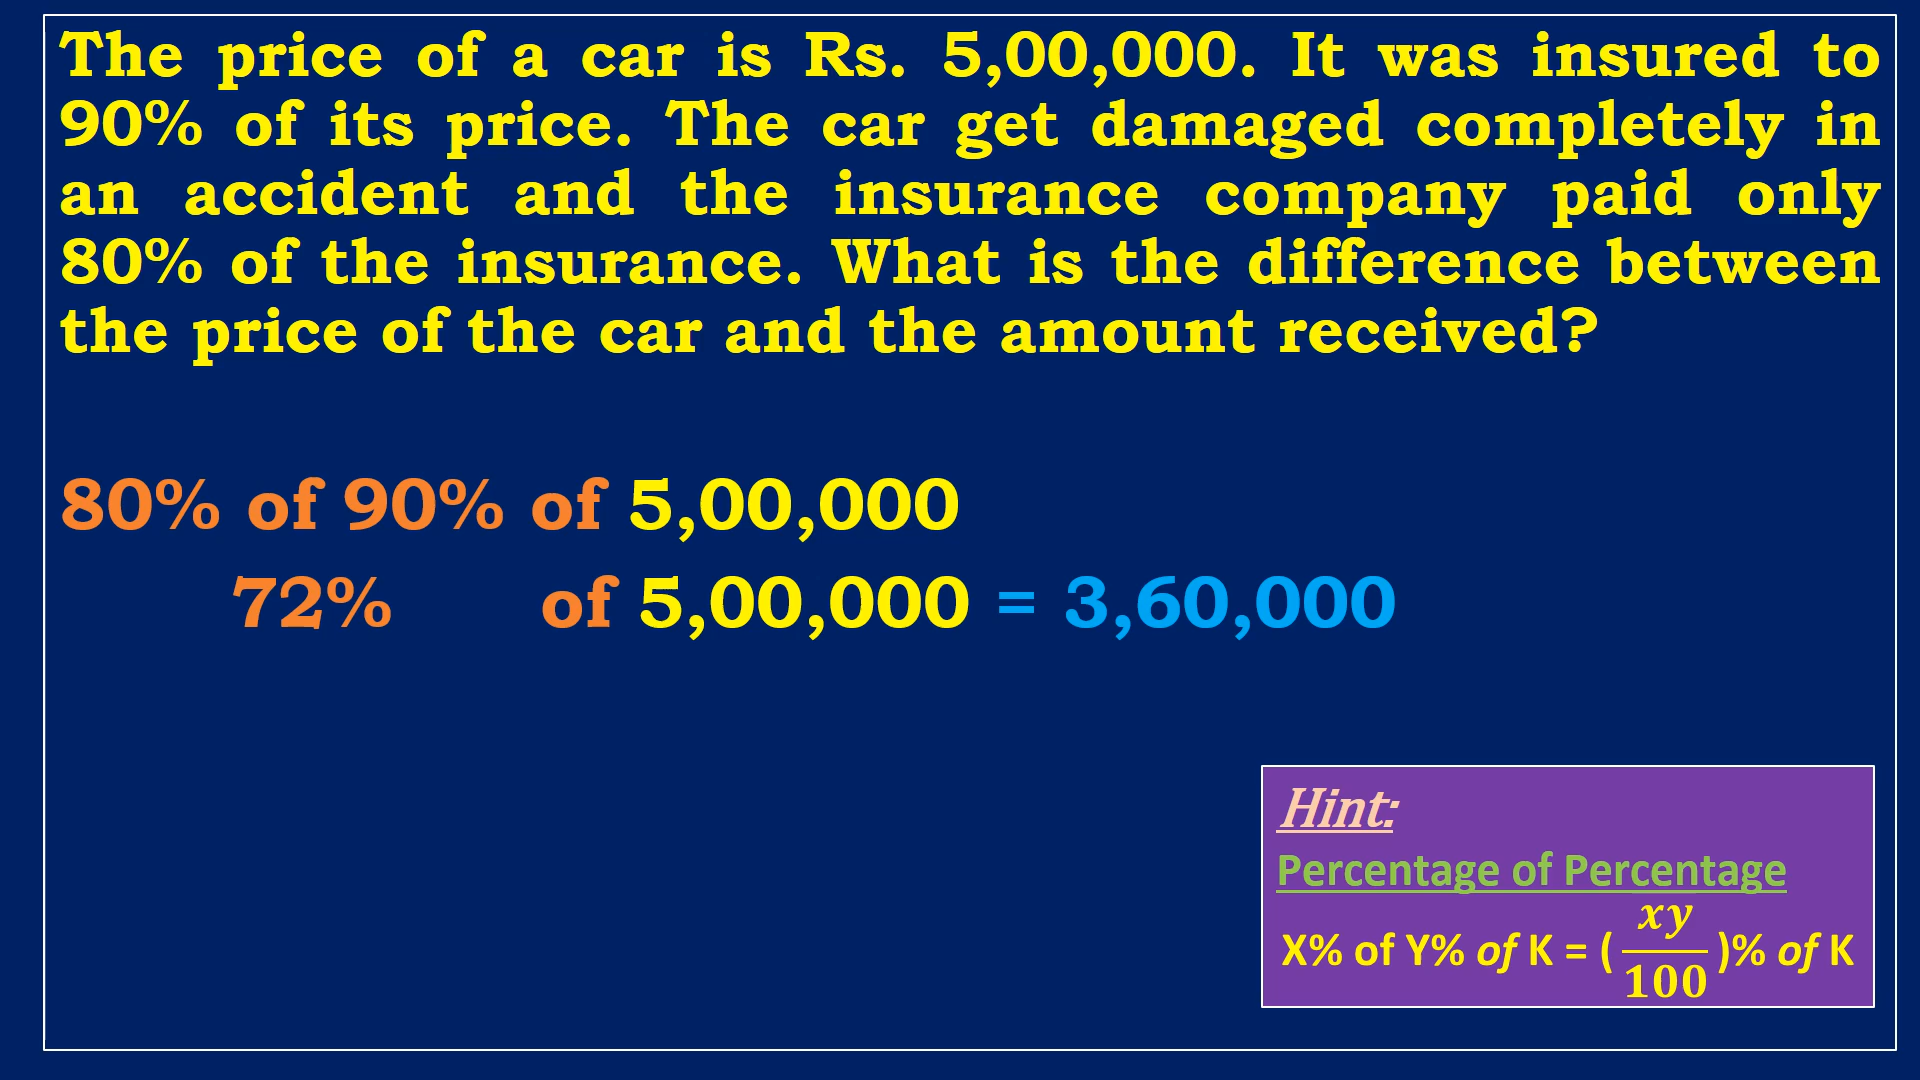 The price of a car is Rs. 5,00,000. It was insured to
90% of its price. The car get damaged completely in
an accident and the insurance company paid only
80% of the insurance. What is the difference between
the price of the car and the amount received?
80% of 90% of 5,00,000
72% of 5,00,000 = 3,60,000
Hint:
Percentage of Percentage
X% of Y% of K = (xy/100)% of K